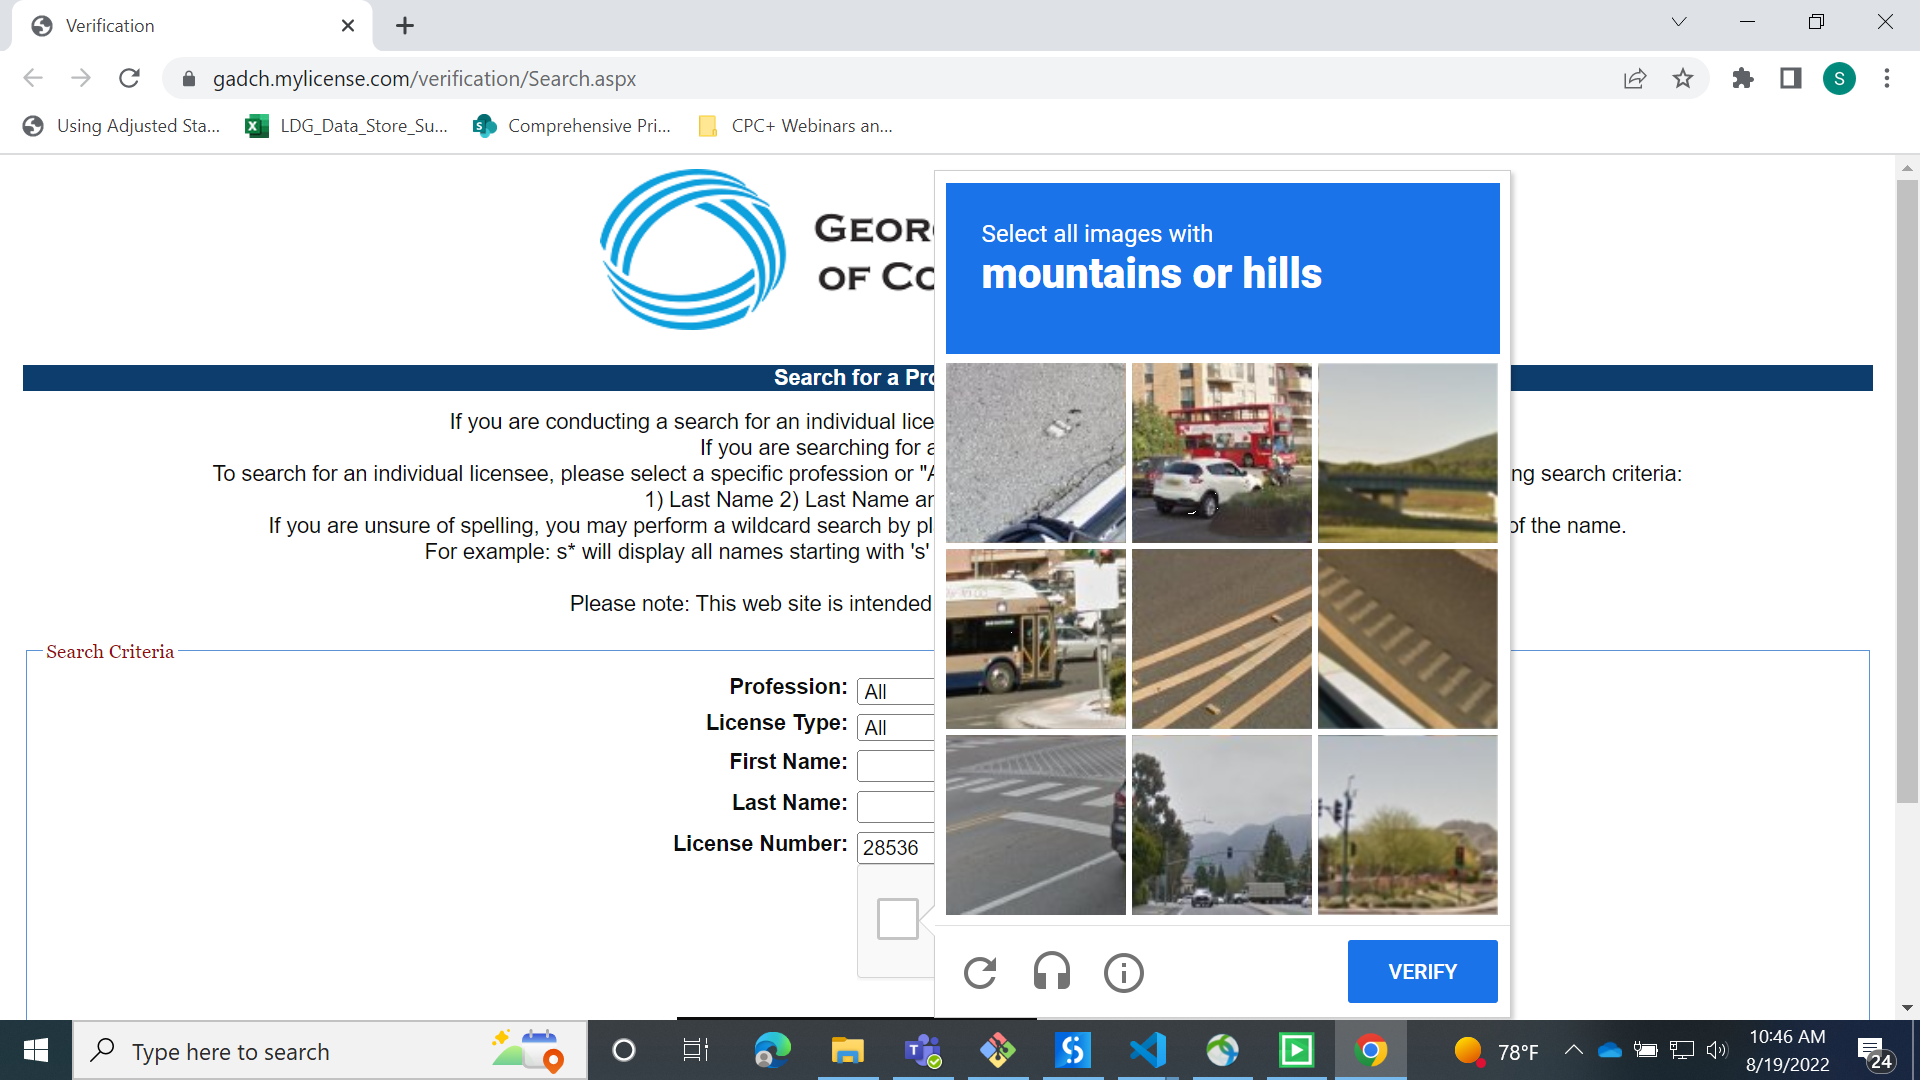 Verification
gadch.mylicense.com/verification/Search.aspx
S
Using Adjusted Sta...
LDG_Data_Store_Su...
Comprehensive Pri...
CPC+ Webinars an...
GEOR
OF CO
Select all images with
mountains or hills
Search for a Pro
If you are conducting a search for an individual lice
If you are searching for a
To search for an individual licensee, please select a specific profession or "A
ng search criteria:
1) Last Name 2) Last Name an
If you are unsure of spelling, you may perform a wildcard search by pl
of the name.
For example: s* will display all names starting with 's'
Please note: This web site is intended
Search Criteria
Profession: All
License Type: All
First Name:
Last Name:
License Number: 28536
VERIFY
Type here to search
78°F
10:46 AM
8/19/2022
24